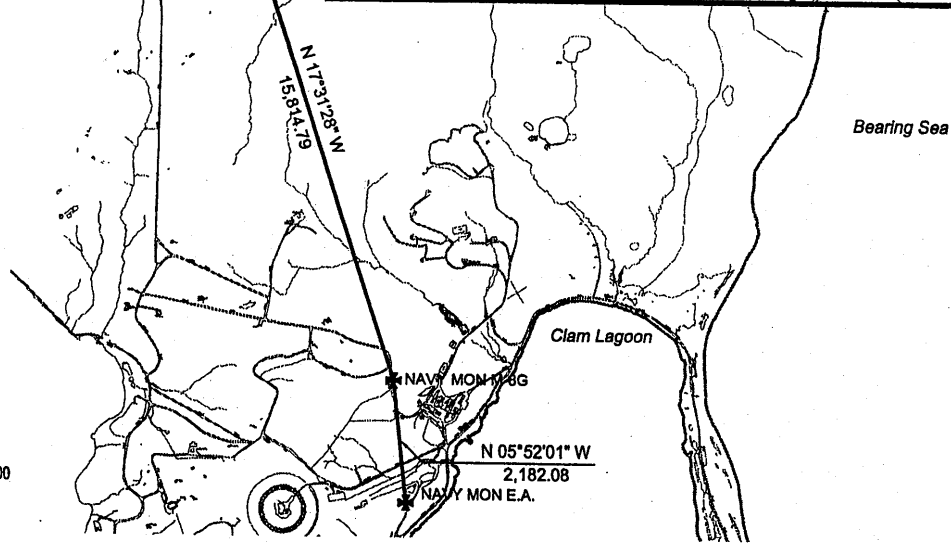 N 17°31'28" W
15,814.79
Bearing Sea
Clam Lagoon
NAVY MON M 8G
N 05°52'01" W
2,182.08
NAVY MON E.A.
00